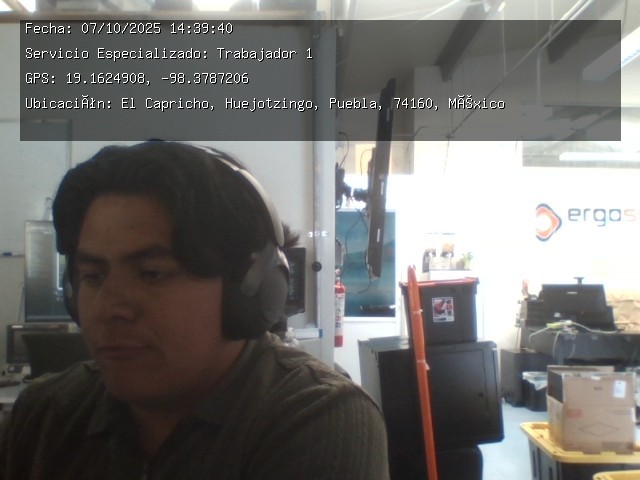 Fecha: 07/10/2025 14:39:40
Servicio Especializado: Trabajador 1
GPS: 19.1624908, -98.3787206
UbicaciÃłn: El Capricho, Huejotzingo, Puebla, 74160, MÃ©xico
ergos